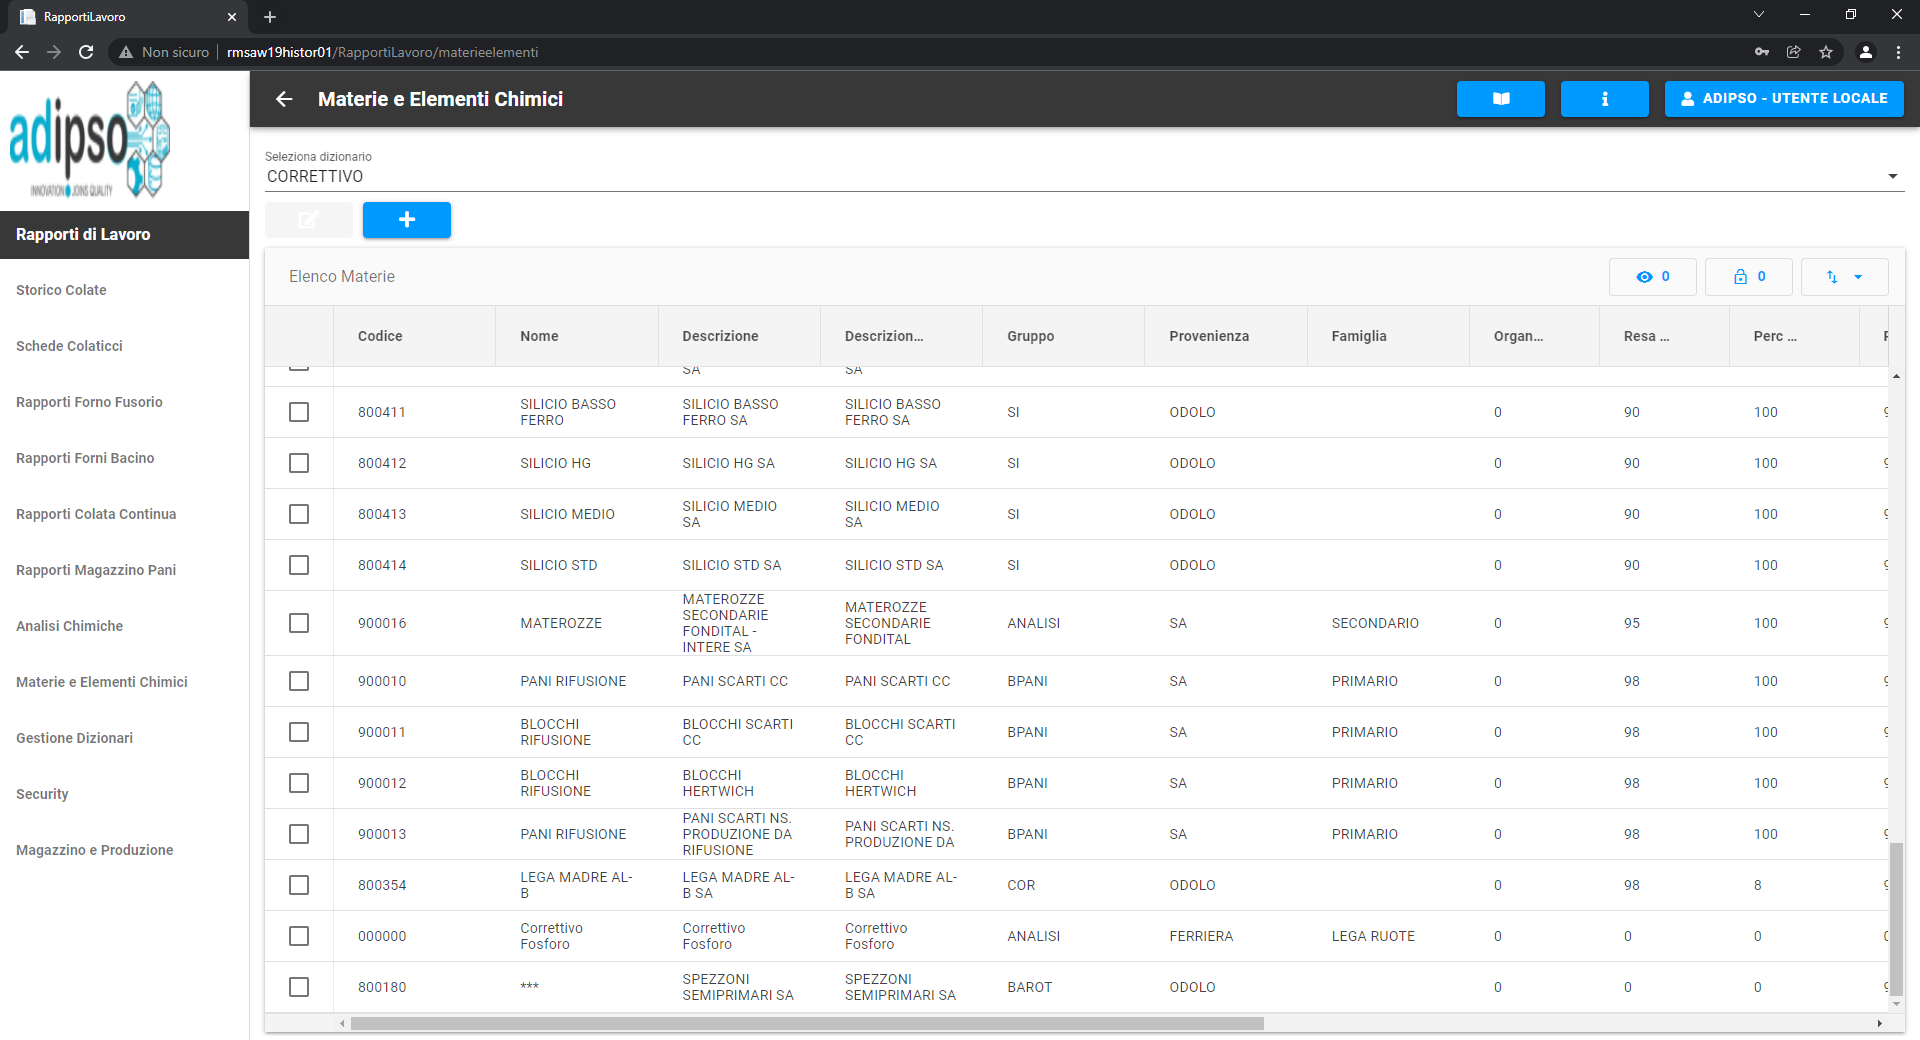 RapportiLavoro
Non sicuro
rmsaw19histor01/RapportiLavoro/materieelementi
adipso
INNOVATION JOINS QUALITY
Materie e Elementi Chimici
ADIPSO - UTENTE LOCALE
Rapporti di Lavoro
Storico Colate
Schede Colaticci
Rapporti Forno Fusorio
Rapporti Forni Bacino
Rapporti Colata Continua
Rapporti Magazzino Pani
Analisi Chimiche
Materie e Elementi Chimici
Gestione Dizionari
Security
Magazzino e Produzione
Seleziona dizionario
CORRETTIVO
Elenco Materie
0
0
Codice Nome Descrizione Descrizion... Gruppo Provenienza Famiglia Organ... Resa ... Perc ...
SA SA
800411 SILICIO BASSO FERRO SILICIO BASSO FERRO SA SILICIO BASSO FERRO SA SI ODOLO 0 90 100
800412 SILICIO HG SILICIO HG SA SILICIO HG SA SI ODOLO 0 90 100
800413 SILICIO MEDIO SILICIO MEDIO SA SILICIO MEDIO SA SI ODOLO 0 90 100
800414 SILICIO STD SILICIO STD SA SILICIO STD SA SI ODOLO 0 90 100
900016 MATEROZZE MATEROZZE SECONDARIE FONDITAL - INTERE SA MATEROZZE SECONDARIE FONDITAL ANALISI SA SECONDARIO 0 95 100
900010 PANI RIFUSIONE PANI SCARTI CC PANI SCARTI CC BPANI SA PRIMARIO 0 98 100
900011 BLOCCHI RIFUSIONE BLOCCHI SCARTI CC BLOCCHI SCARTI CC BPANI SA PRIMARIO 0 98 100
900012 BLOCCHI RIFUSIONE BLOCCHI HERTWICH BLOCCHI HERTWICH BPANI SA PRIMARIO 0 98 100
900013 PANI RIFUSIONE PANI SCARTI NS. PRODUZIONE DA RIFUSIONE PANI SCARTI NS. PRODUZIONE DA BPANI SA PRIMARIO 0 98 100
800354 LEGA MADRE AL-B LEGA MADRE AL-B SA LEGA MADRE AL-B SA COR ODOLO 0 98 8
000000 Correttivo Fosforo Correttivo Fosforo Correttivo Fosforo ANALISI FERRIERA LEGA RUOTE 0 0 0
800180 *** SPEZZONI SEMIPRIMARI SA SPEZZONI SEMIPRIMARI SA BAROT ODOLO 0 0 0